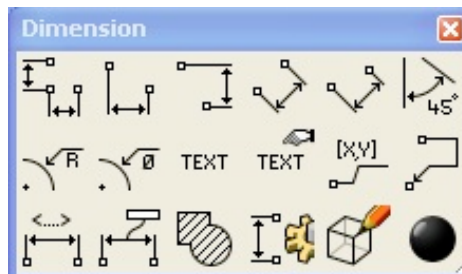 Dimension
45°
R Ø TEXT TEXT [X,Y]
<...>